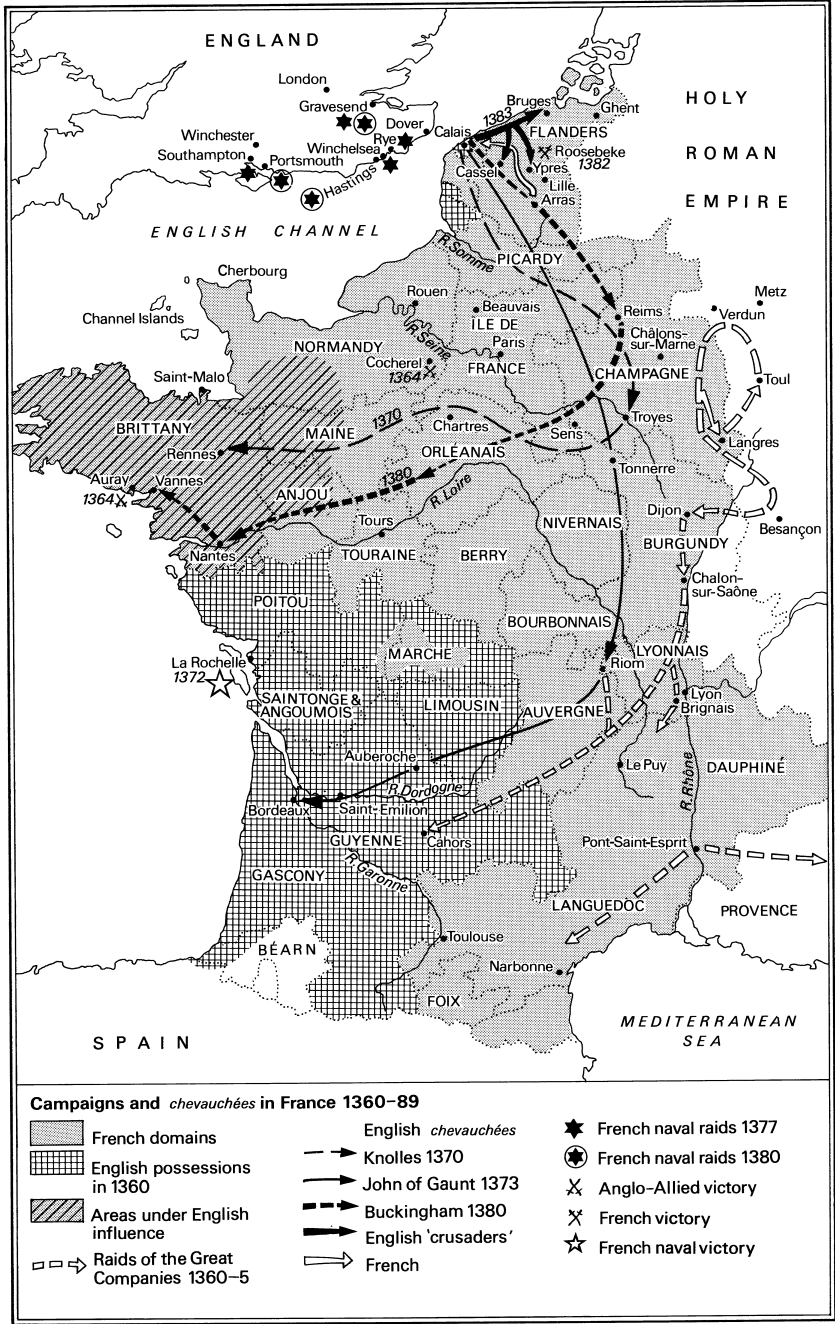 ENGLAND
London
Gravesend
Dover
Winchester
Rye
Winchelsea
Southampton
Portsmouth
Hastings
ENGLISH CHANNEL
Calais
1383
Bruges
Ghent
FLANDERS
Roosebeke
1382
Cassel
Ypres
Lille
Arras
HOLY
ROMAN
EMPIRE
R.Somme
PICARDY
Cherbourg
Channel Islands
Rouen
Beauvais
Reims
Metz
Verdun
R.Seine
ÎLE DE
FRANCE
Paris
Châlons-
sur-Marne
NORMANDY
Cocherel
1364
CHAMPAGNE
Toul
Saint-Malo
BRITTANY
MAINE
1370
Chartres
Sens
Troyes
Langres
Rennes
ORLÉANAIS
Tonnerre
Auray
1364
Vannes
ANJOU
1380
R. Loire
Tours
NIVERNAIS
Dijon
Besançon
BURGUNDY
Nantes
TOURAINE
BERRY
Chalon-
sur-Saône
POITOU
BOURBONNAIS
MARCHE
LYONNAIS
La Rochelle
1372
Riom
SAINTONGE &
ANGOUMOIS
LIMOUSIN
AUVERGNE
Lyon
Brignais
Auberoche
Le Puy
DAUPHINÉ
R.Dordogne
R.Rhône
Bordeaux
Saint-Emilion
GUYENNE
Cahors
Pont-Saint-Esprit
GASCONY
R.Garonne
LANGUEDOC
PROVENCE
BÉARN
Toulouse
Narbonne
FOIX
SPAIN
MEDITERRANEAN
SEA
Campaigns and chevauchées in France 1360–89
French domains
English possessions
in 1360
Areas under English
influence
Raids of the Great
Companies 1360–5
English chevauchées
Knolles 1370
John of Gaunt 1373
Buckingham 1380
English 'crusaders'
French
French naval raids 1377
French naval raids 1380
Anglo–Allied victory
French victory
French naval victory